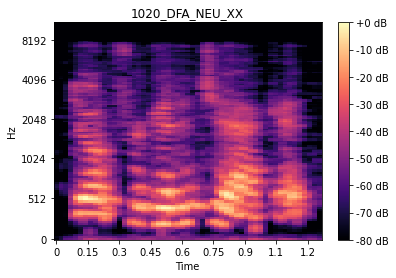 1020_DFA_NEU_XX
+0 dB
8192
-10 dB
4096
-20 dB
-30 dB
2048
Hz
-40 dB
1024
-50 dB
512
-60 dB
-70 dB
0
-80 dB
0 0.15 0.3 0.45 0.6 0.75 0.9 1.1 1.2
Time